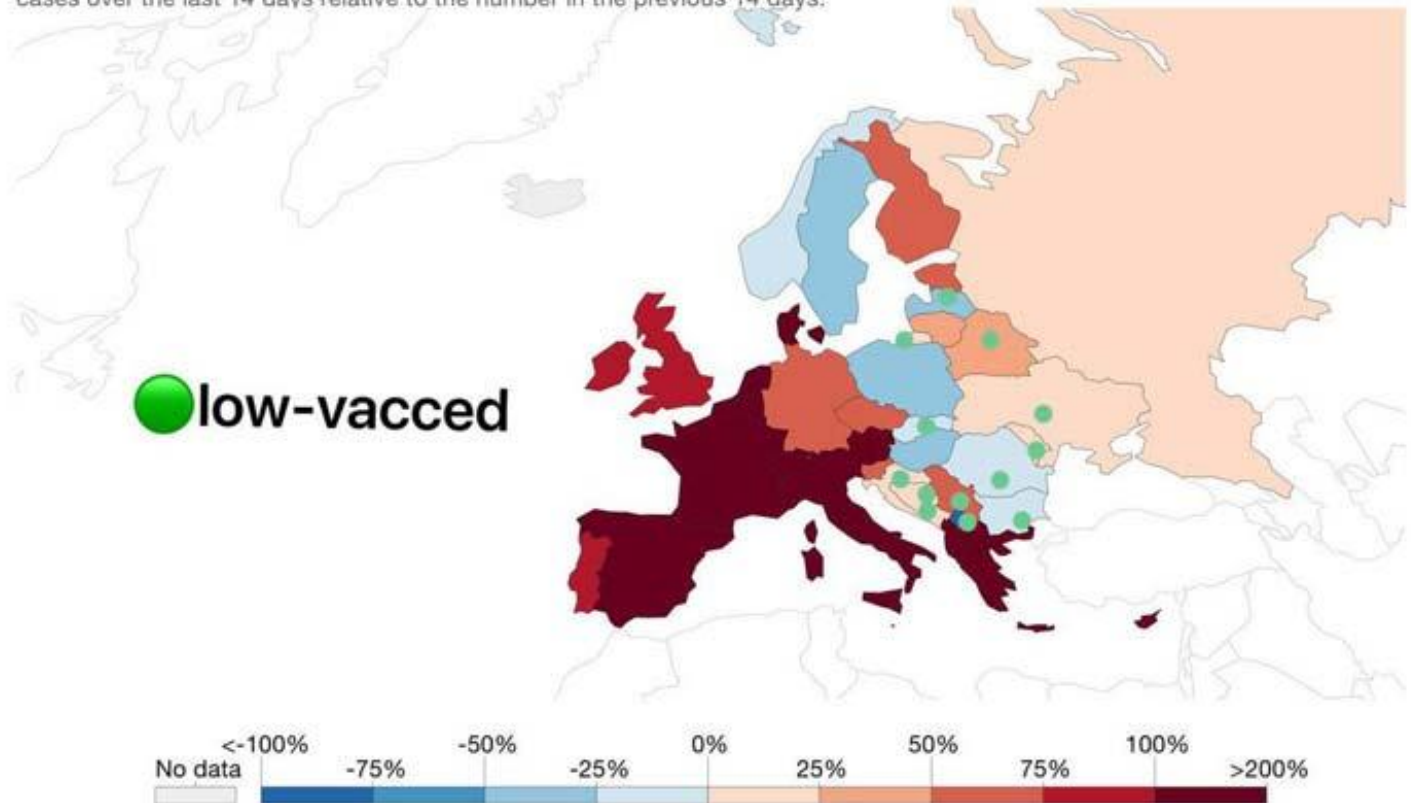 cases over the last 14 days relative to the number in the previous 14 days.
low-vacced
<-100% -50% 0% 50% 100%
No data -75% -25% 25% 75% >200%